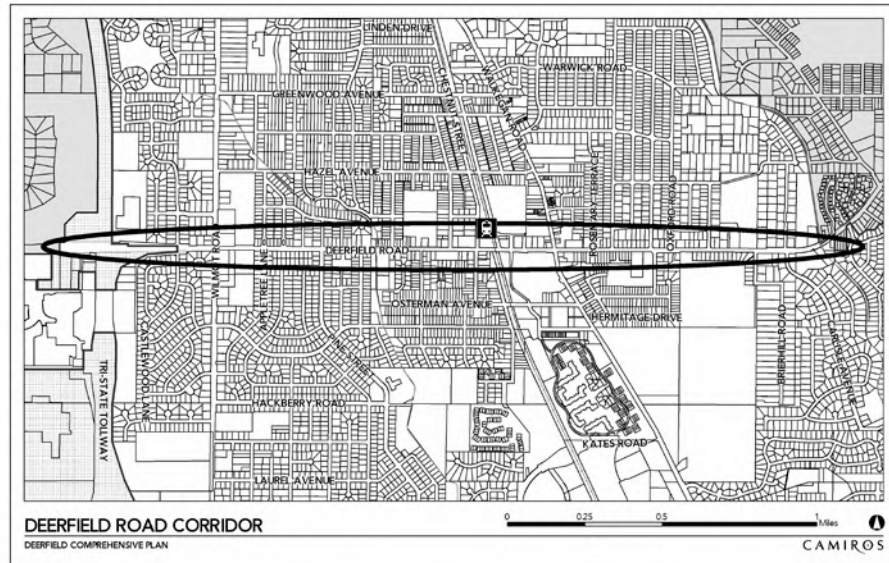 LINDEN DRIVE
WARWICK ROAD
GREENWOOD AVENUE
CHESTNUT STREET
WAUKEGAN ROAD
HAZEL AVENUE
ROSEMARY TERRACE
OXFORD ROAD
WILMOT ROAD
DEERFIELD ROAD
APPLE TREE LANE
OSTERMAN AVENUE
HERMITAGE DRIVE
CASTLEWOOD LANE
PINE STREET
BRIERHILL ROAD
CARLISLE AVENUE
TRI-STATE TOLLWAY
HACKBERRY ROAD
KATES ROAD
LAUREL AVENUE
DEERFIELD ROAD CORRIDOR
DEERFIELD COMPREHENSIVE PLAN
0 0.25 0.5 1
Miles
CAMIROS